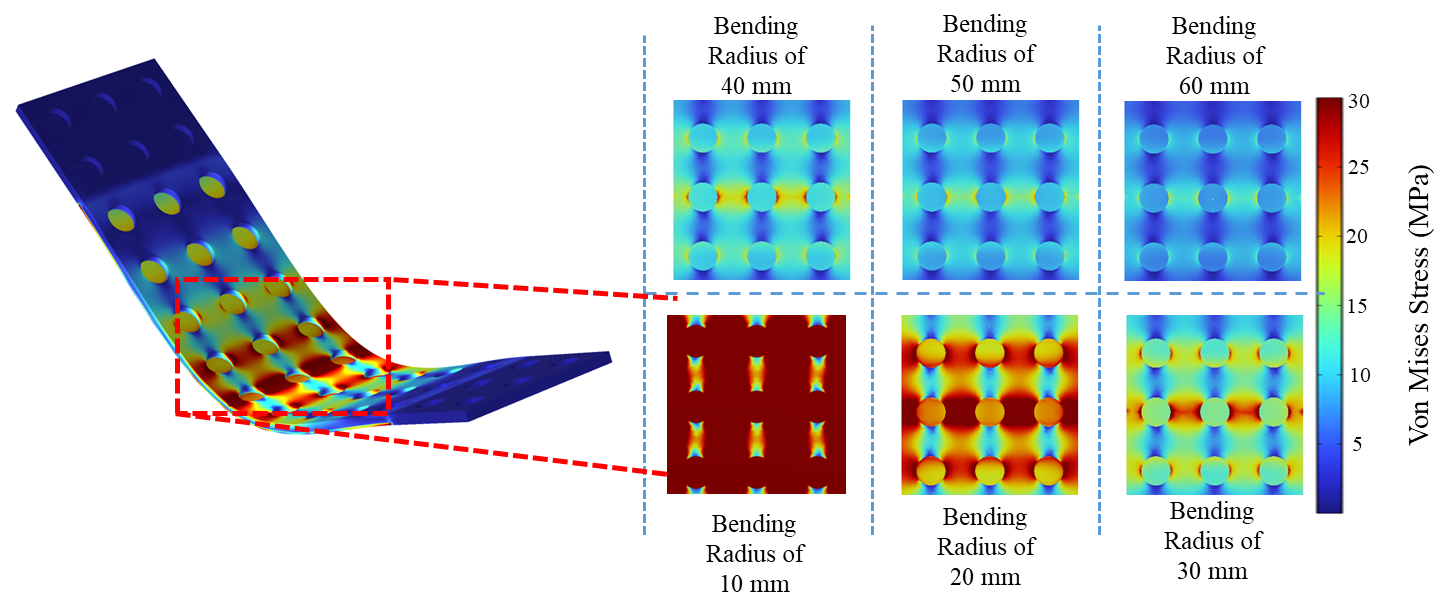 Bending
Radius of
40 mm
Bending
Radius of
50 mm
Bending
Radius of
60 mm
30
25
20
15
10
5
Von Mises Stress (MPa)
Bending
Radius of
10 mm
Bending
Radius of
20 mm
Bending
Radius of
30 mm